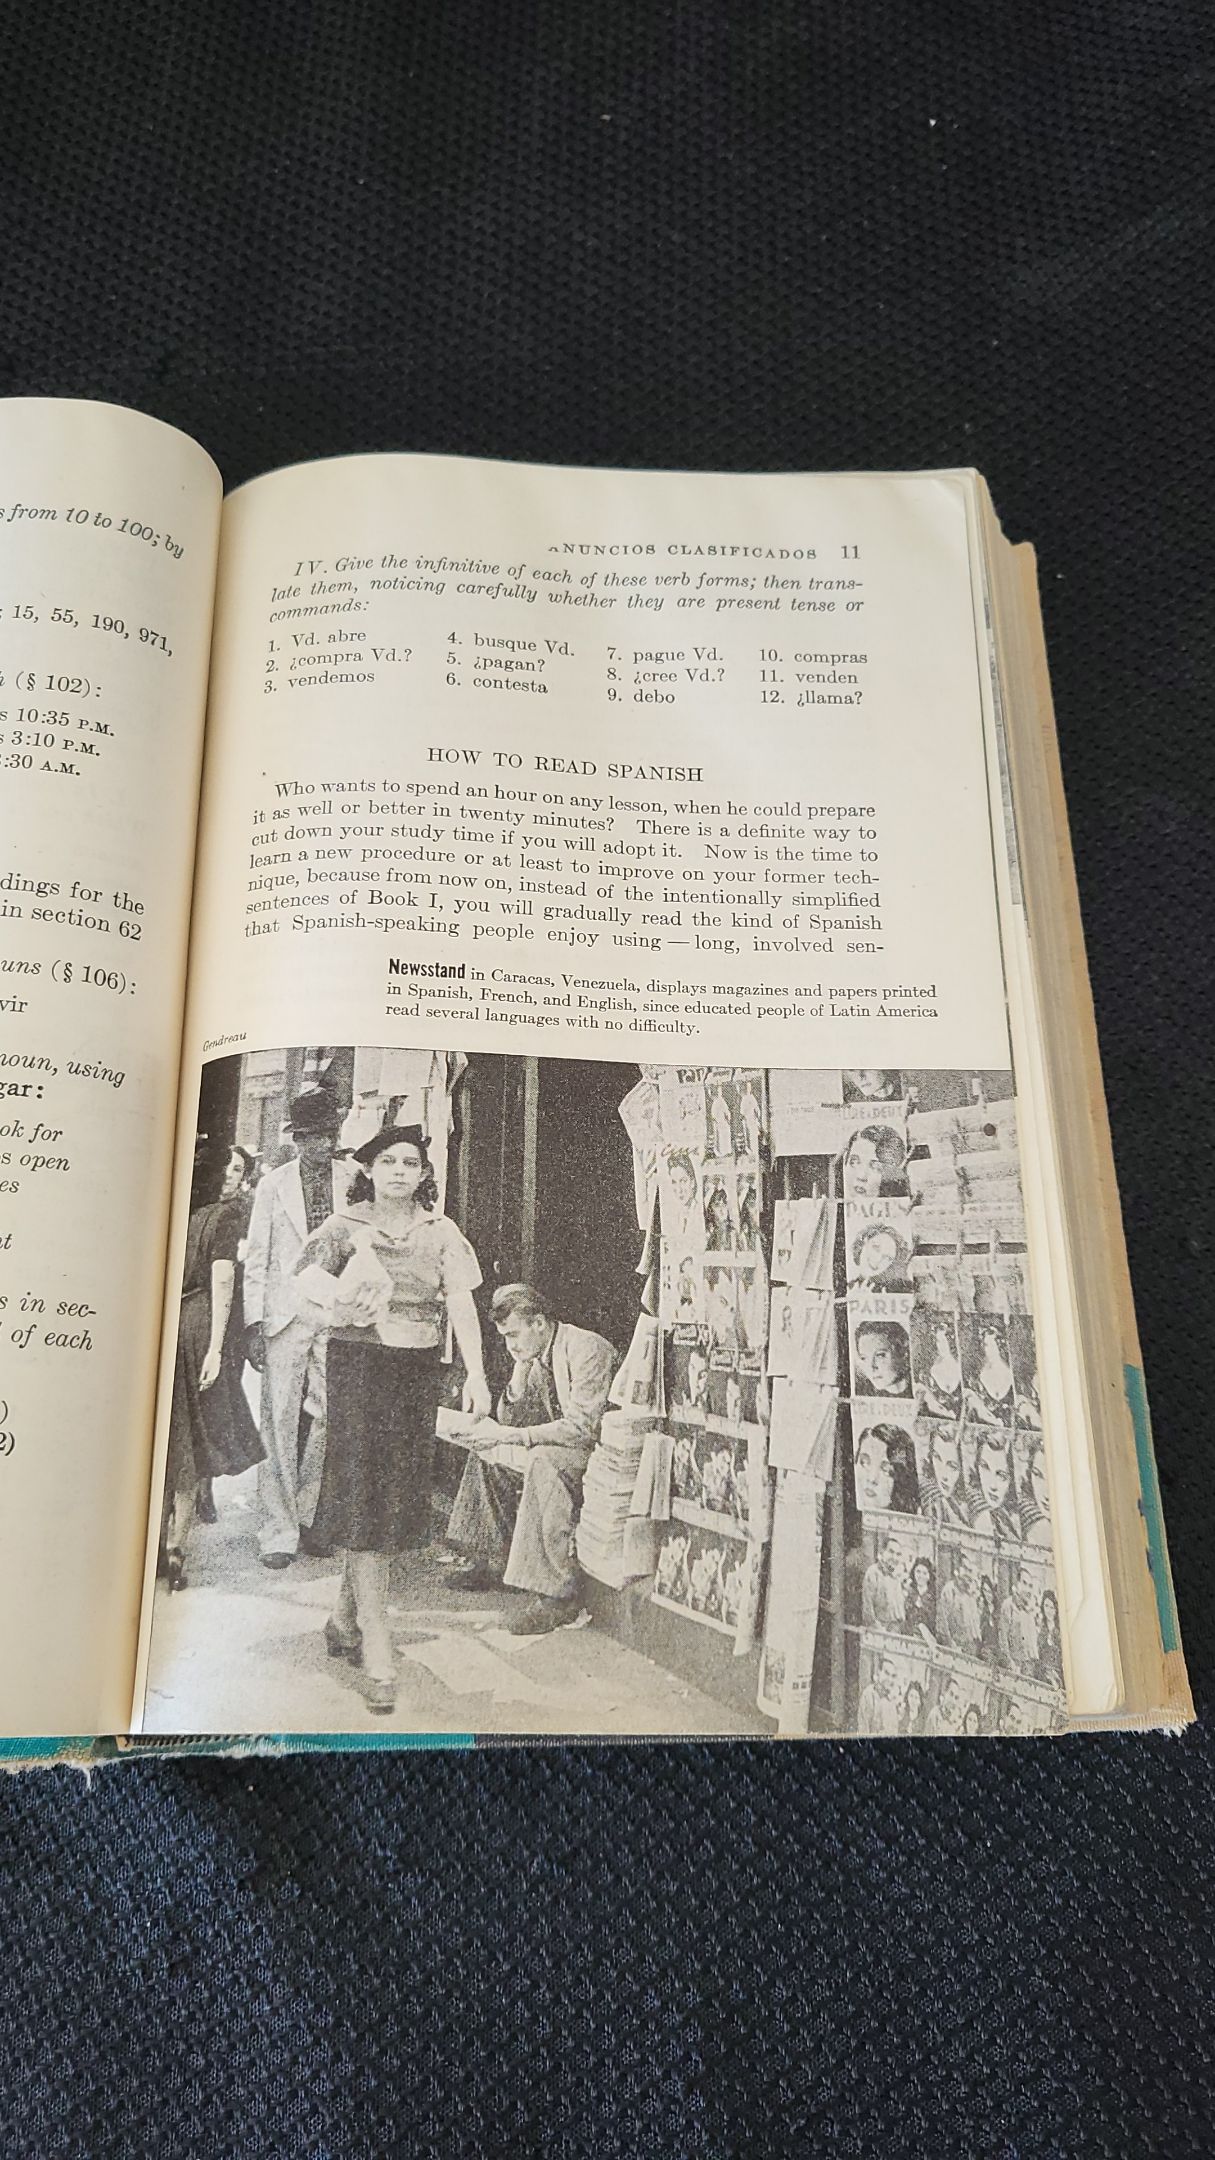 from 10 to 100; by
15, 55, 190, 971,
(§ 102):
10:35 P.M.
3:10 P.M.
:30 A.M.
dings for the
in section 62
uns (§ 106):
vir
noun, using
gar:
ok for
s open
es
s in sec-
of each
ANUNCIOS CLASIFICADOS 11
IV. Give the infinitive of each of these verb forms; then trans-
late them, noticing carefully whether they are present tense or
commands:
1. Vd. abre 4. busque Vd. 7. pague Vd. 10. compras
2. ¿compra Vd.? 5. ¿pagan? 8. ¿cree Vd.? 11. venden
3. vendemos 6. contesta 9. debo 12. ¿llama?
HOW TO READ SPANISH
Who wants to spend an hour on any lesson, when he could prepare
it as well or better in twenty minutes? There is a definite way to
cut down your study time if you will adopt it. Now is the time to
learn a new procedure or at least to improve on your former tech-
nique, because from now on, instead of the intentionally simplified
sentences of Book I, you will gradually read the kind of Spanish
that Spanish-speaking people enjoy using — long, involved sen-
Newsstand in Caracas, Venezuela, displays magazines and papers printed
in Spanish, French, and English, since educated people of Latin America
read several languages with no difficulty.
Gendreau
PARIS